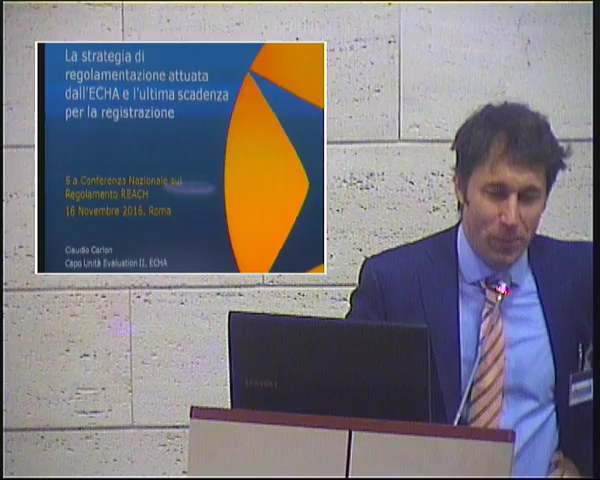 La strategia di
regolamentazione attuata
dall'ECHA e l'ultima scadenza
per la registrazione
5 a Conferenza Nazionale sul
Regolamento REACH
16 Novembre 2016, Roma
Claudio Carlon
Capo Unità Evaluation II, ECHA